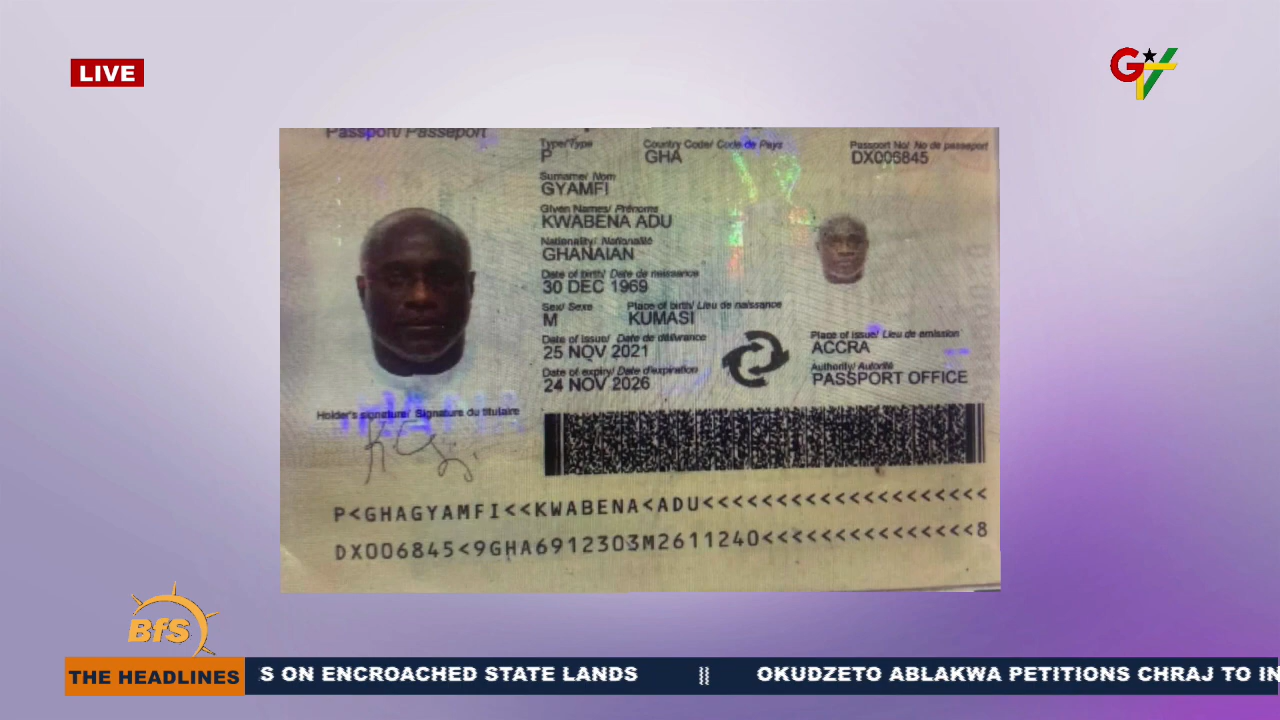 LIVE
GTV
Passport/ Passeport
Type/Type
Country Code/ Code de Pays
Passport No/ No de passeport
P
GHA
DX006845
Surname/ Nom
GYAMFI
Given Names/ Prénoms
KWABENA ADU
Nationality/ Nationalité
GHANAIAN
Date of birth/ Date de naissance
30 DEC 1969
Sex/ Sexe
Place of birth/ Lieu de naissance
M
KUMASI
Date of issue/ Date de délivrance
Place of issue/ Lieu de emission
25 NOV 2021
ACCRA
Date of expiry/ Date d'expiration
Authority/ Autorité
24 NOV 2026
PASSPORT OFFICE
Holder's signature/ Signature du titulaire
P<GHAGYAMFI<<KWABENA<ADU<<<<<<<<<<<<<<<<<<<<
DX006845<9GHA6912303M2611240<<<<<<<<<<<<<<<8
BfS
THE HEADLINES
S ON ENCROACHED STATE LANDS
OKUDZETO ABLAKWA PETITIONS CHRAJ TO IN